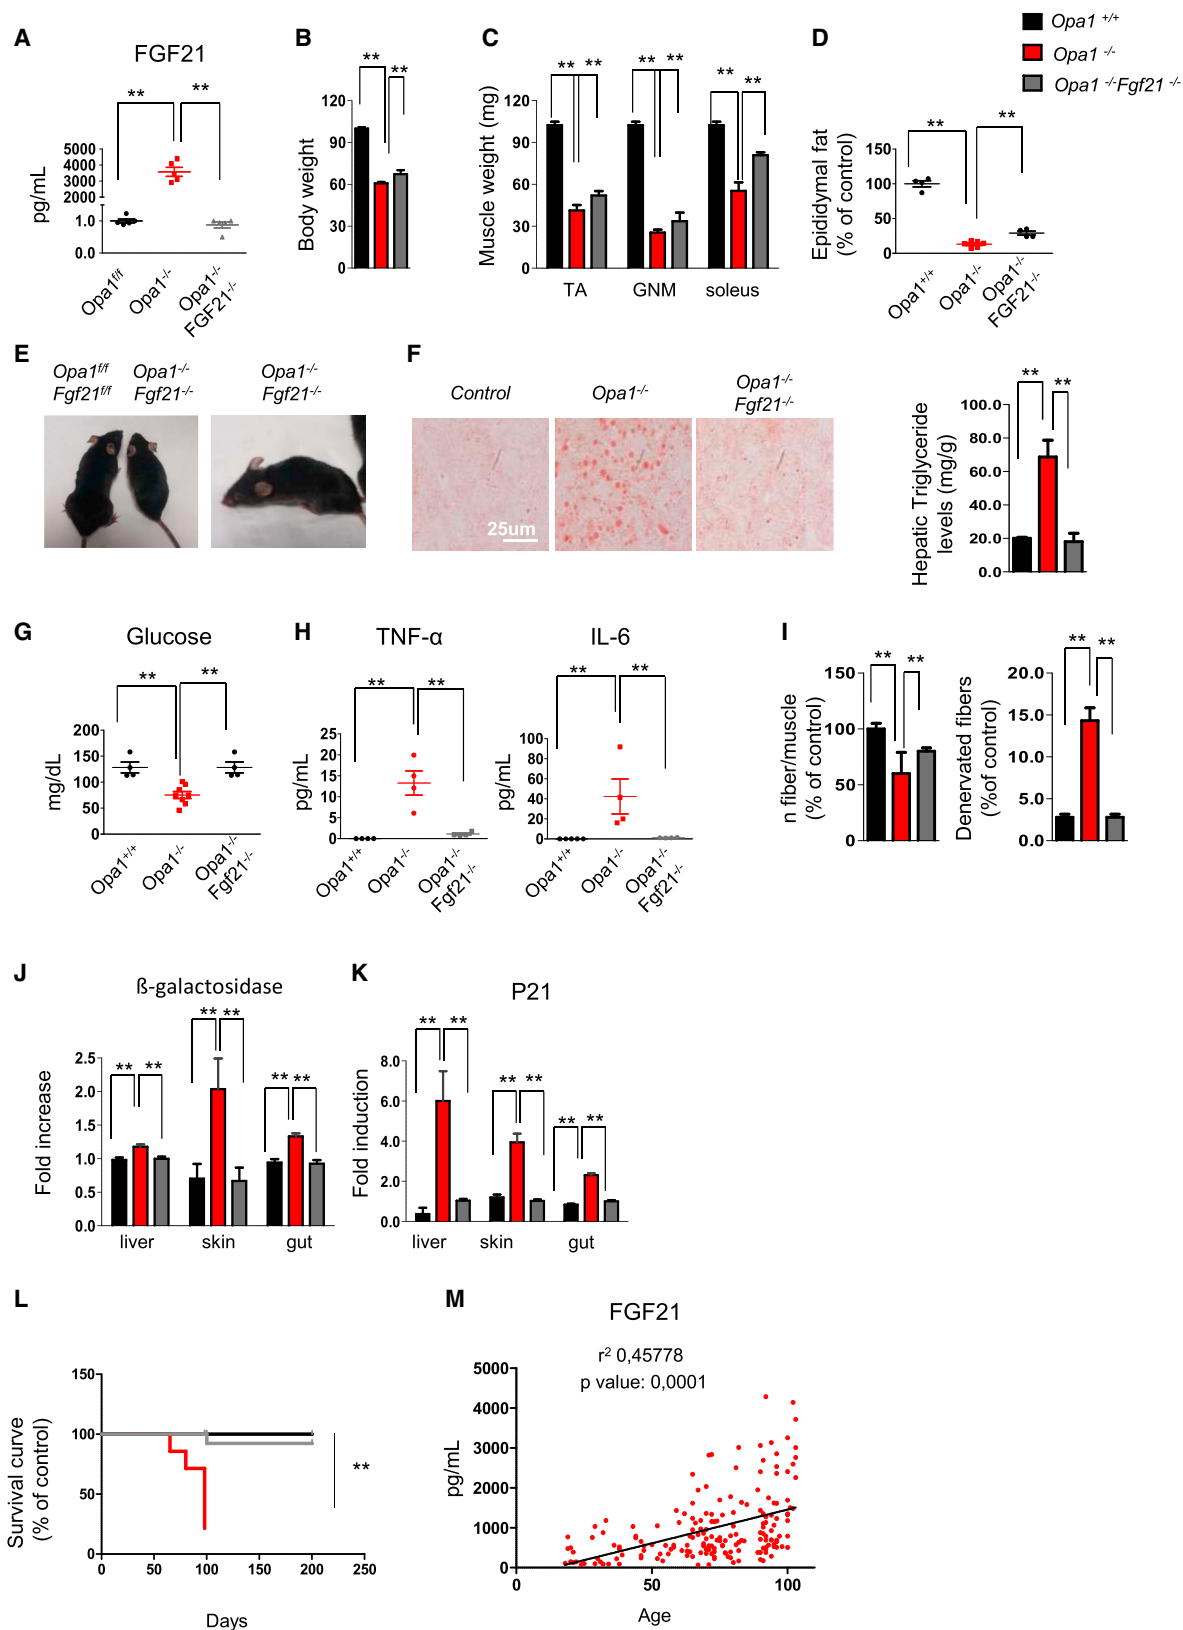 Opa1 +/+
Opa1 -/-
Opa1 -/-Fgf21 -/-
A
FGF21
**
**
pg/mL
5000
4000
3000
2000
1.0
0.0
Opa1f/f
Opa1-/-
Opa1-/-
FGF21-/-
B
**
**
Body weight
120
90
60
30
0
C
**
**
**
**
**
**
Muscle weight (mg)
120
90
60
30
0
TA
GNM
soleus
D
**
**
Epididymal fat
(% of control)
150
100
50
0
Opa1+/+
Opa1-/-
Opa1-/-
FGF21-/-
E
Opa1f/f
Fgf21f/f
Opa1-/-
Fgf21-/-
Opa1-/-
Fgf21-/-
F
Control
Opa1-/-
Opa1-/-
Fgf21-/-
25um
**
**
Hepatic Triglyceride
levels (mg/g)
100.0
80.0
60.0
40.0
20.0
0.0
G
Glucose
**
**
mg/dL
200
150
100
50
0
Opa1+/+
Opa1-/-
Opa1-/-
Fgf21-/-
H
TNF-α
**
**
pg/mL
25
20
15
10
5
0
Opa1+/+
Opa1-/-
Opa1-/-
Fgf21-/-
IL-6
**
**
pg/mL
100
80
60
40
20
0
Opa1+/+
Opa1-/-
Opa1-/-
Fgf21-/-
I
**
**
n fiber/muscle
(% of control)
150
100
50
0
**
**
Denervated fibers
(%of control)
20.0
15.0
10.0
5.0
0.0
J
ß-galactosidase
**
**
**
**
**
**
Fold increase
2.5
2.0
1.5
1.0
0.5
0.0
liver
skin
gut
K
P21
**
**
**
**
**
**
Fold induction
8.0
6.0
4.0
2.0
0.0
liver
skin
gut
L
Survival curve
(% of control)
150
100
50
0
**
0
50
100
150
200
250
Days
M
FGF21
r2 0,45778
p value: 0,0001
pg/mL
5000
4000
3000
2000
1000
0
0
50
100
Age